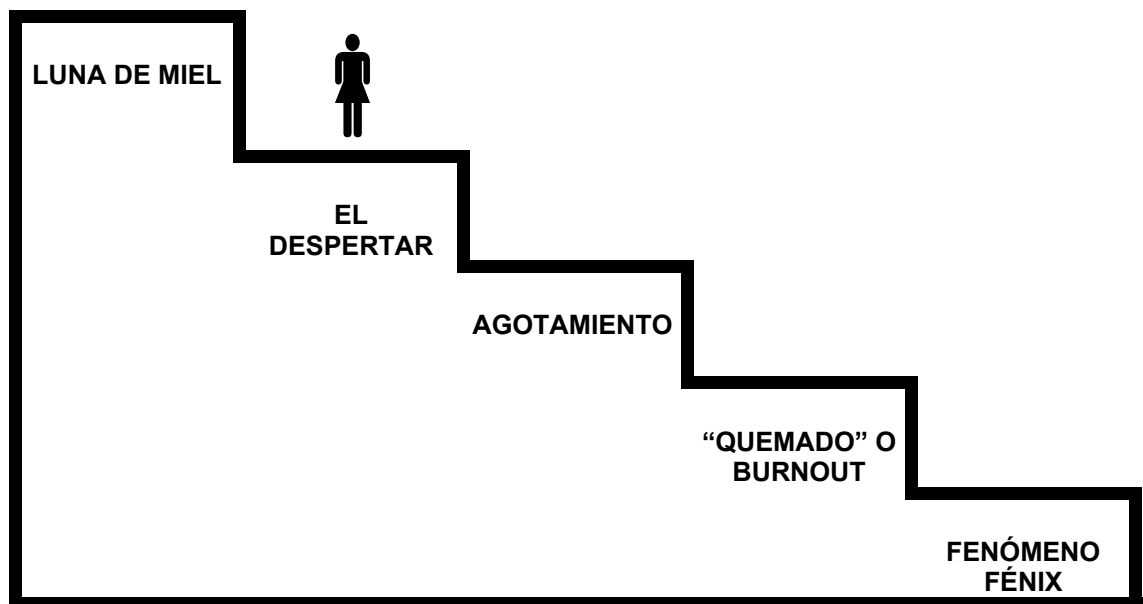 LUNA DE MIEL
EL
DESPERTAR
AGOTAMIENTO
“QUEMADO” O
BURNOUT
FENÓMENO
FÉNIX